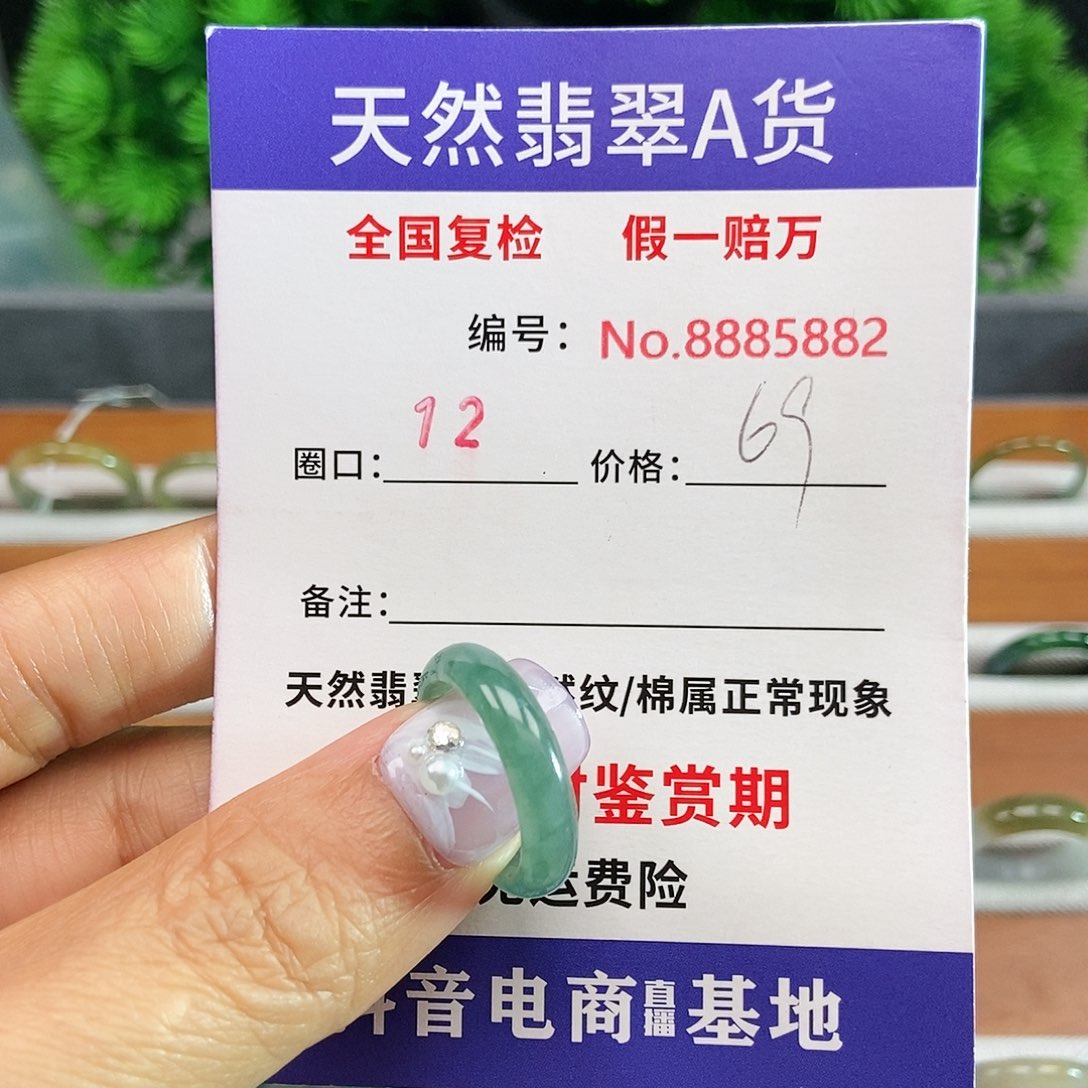 天然翡翠A货
全国复检 假一赔万
编号：No.8885882
圈口：12 价格：69
备注：
天然翡 纹/棉属正常现象
鉴赏期
运费险
音电商直播基地